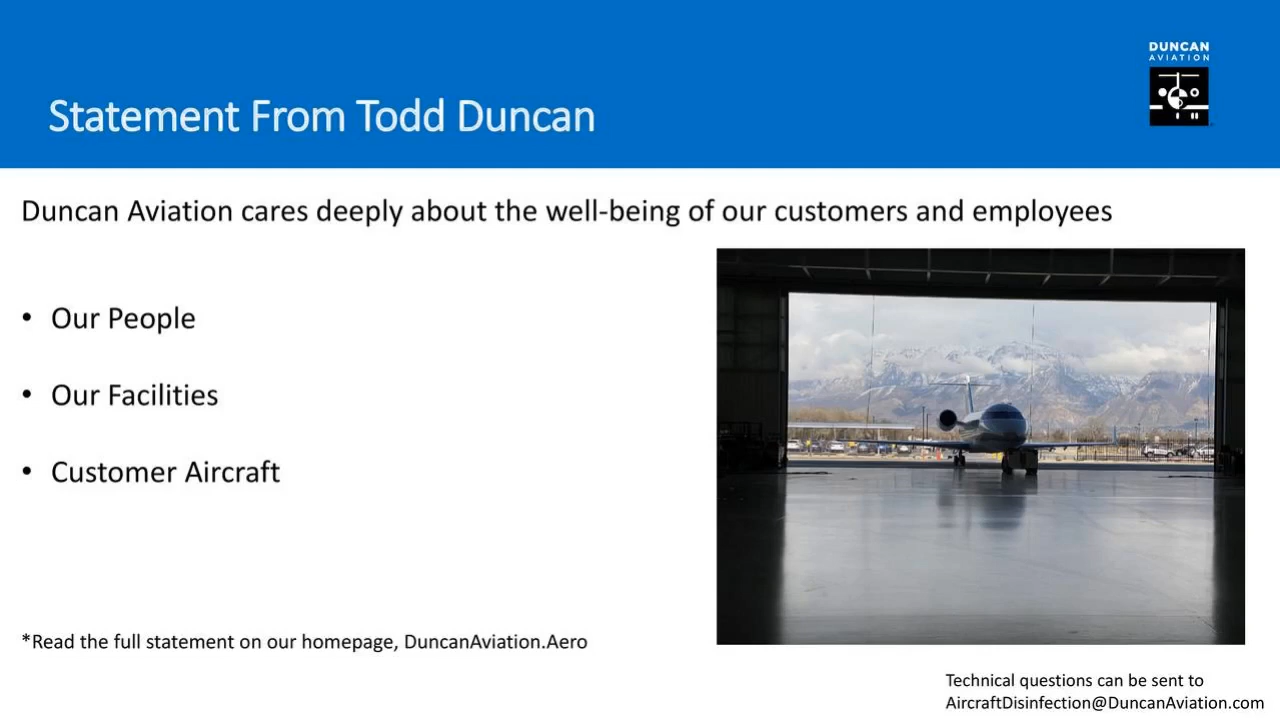 DUNCAN
AVIATION
Statement From Todd Duncan
Duncan Aviation cares deeply about the well-being of our customers and employees
• Our People
• Our Facilities
• Customer Aircraft
*Read the full statement on our homepage, DuncanAviation.Aero
Technical questions can be sent to
AircraftDisinfection@DuncanAviation.com